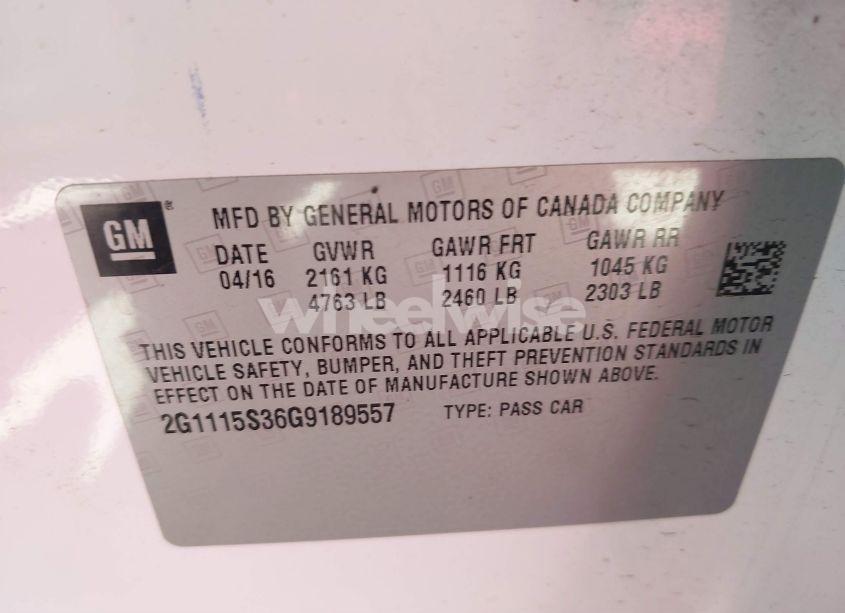 GM ®
MFD BY GENERAL MOTORS OF CANADA COMPANY
DATE GVWR GAWR FRT GAWR RR
04/16 2161 KG 1116 KG 1045 KG
4763 LB 2460 LB 2303 LB
wheelwise
THIS VEHICLE CONFORMS TO ALL APPLICABLE U.S. FEDERAL MOTOR
VEHICLE SAFETY, BUMPER, AND THEFT PREVENTION STANDARDS IN
EFFECT ON THE DATE OF MANUFACTURE SHOWN ABOVE.
2G1115S36G9189557 TYPE: PASS CAR